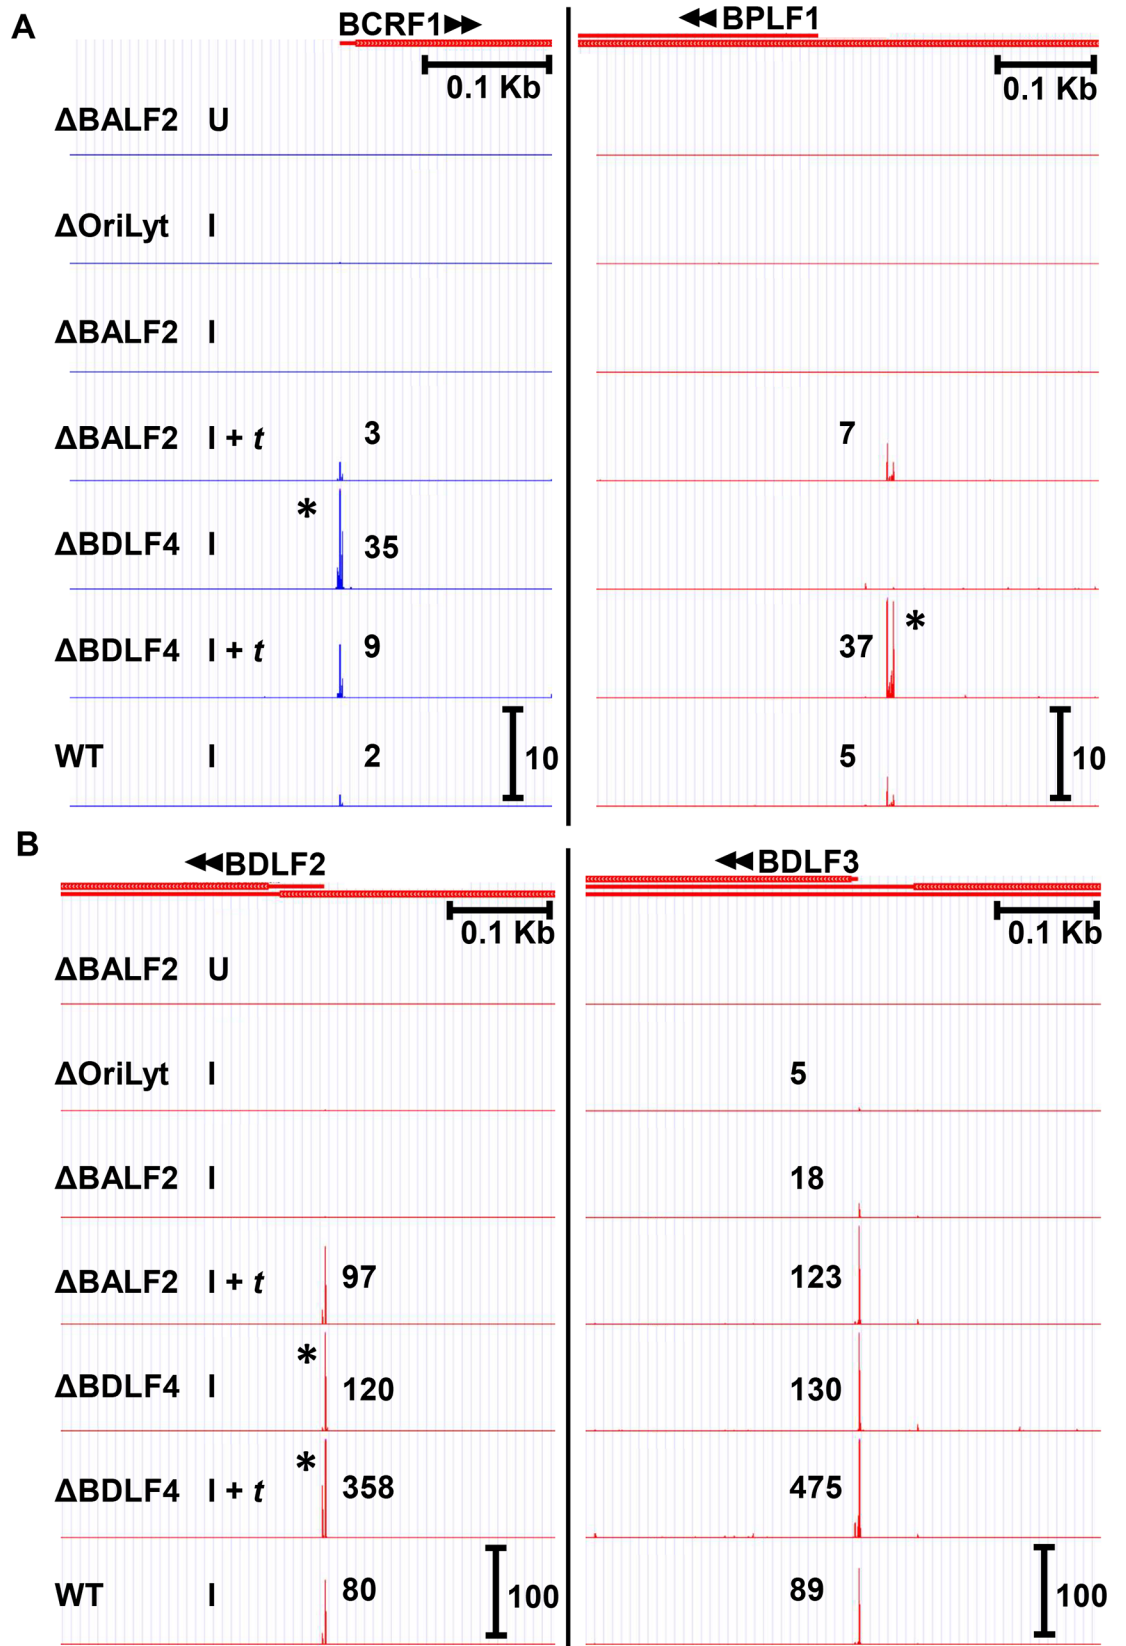 A
BCRF1▶▶ ◀◀BPLF1
0.1 Kb 0.1 Kb
ΔBALF2 U
ΔOriLyt I
ΔBALF2 I
ΔBALF2 I + t 3 7
*
ΔBDLF4 I 35
ΔBDLF4 I + t 9 37 *
WT I 2 10 5 10
B
◀◀BDLF2 ◀◀BDLF3
0.1 Kb 0.1 Kb
ΔBALF2 U
ΔOriLyt I 5
ΔBALF2 I 18
ΔBALF2 I + t 97 123
*
ΔBDLF4 I 120 130
*
ΔBDLF4 I + t 358 475
WT I 80 100 89 100